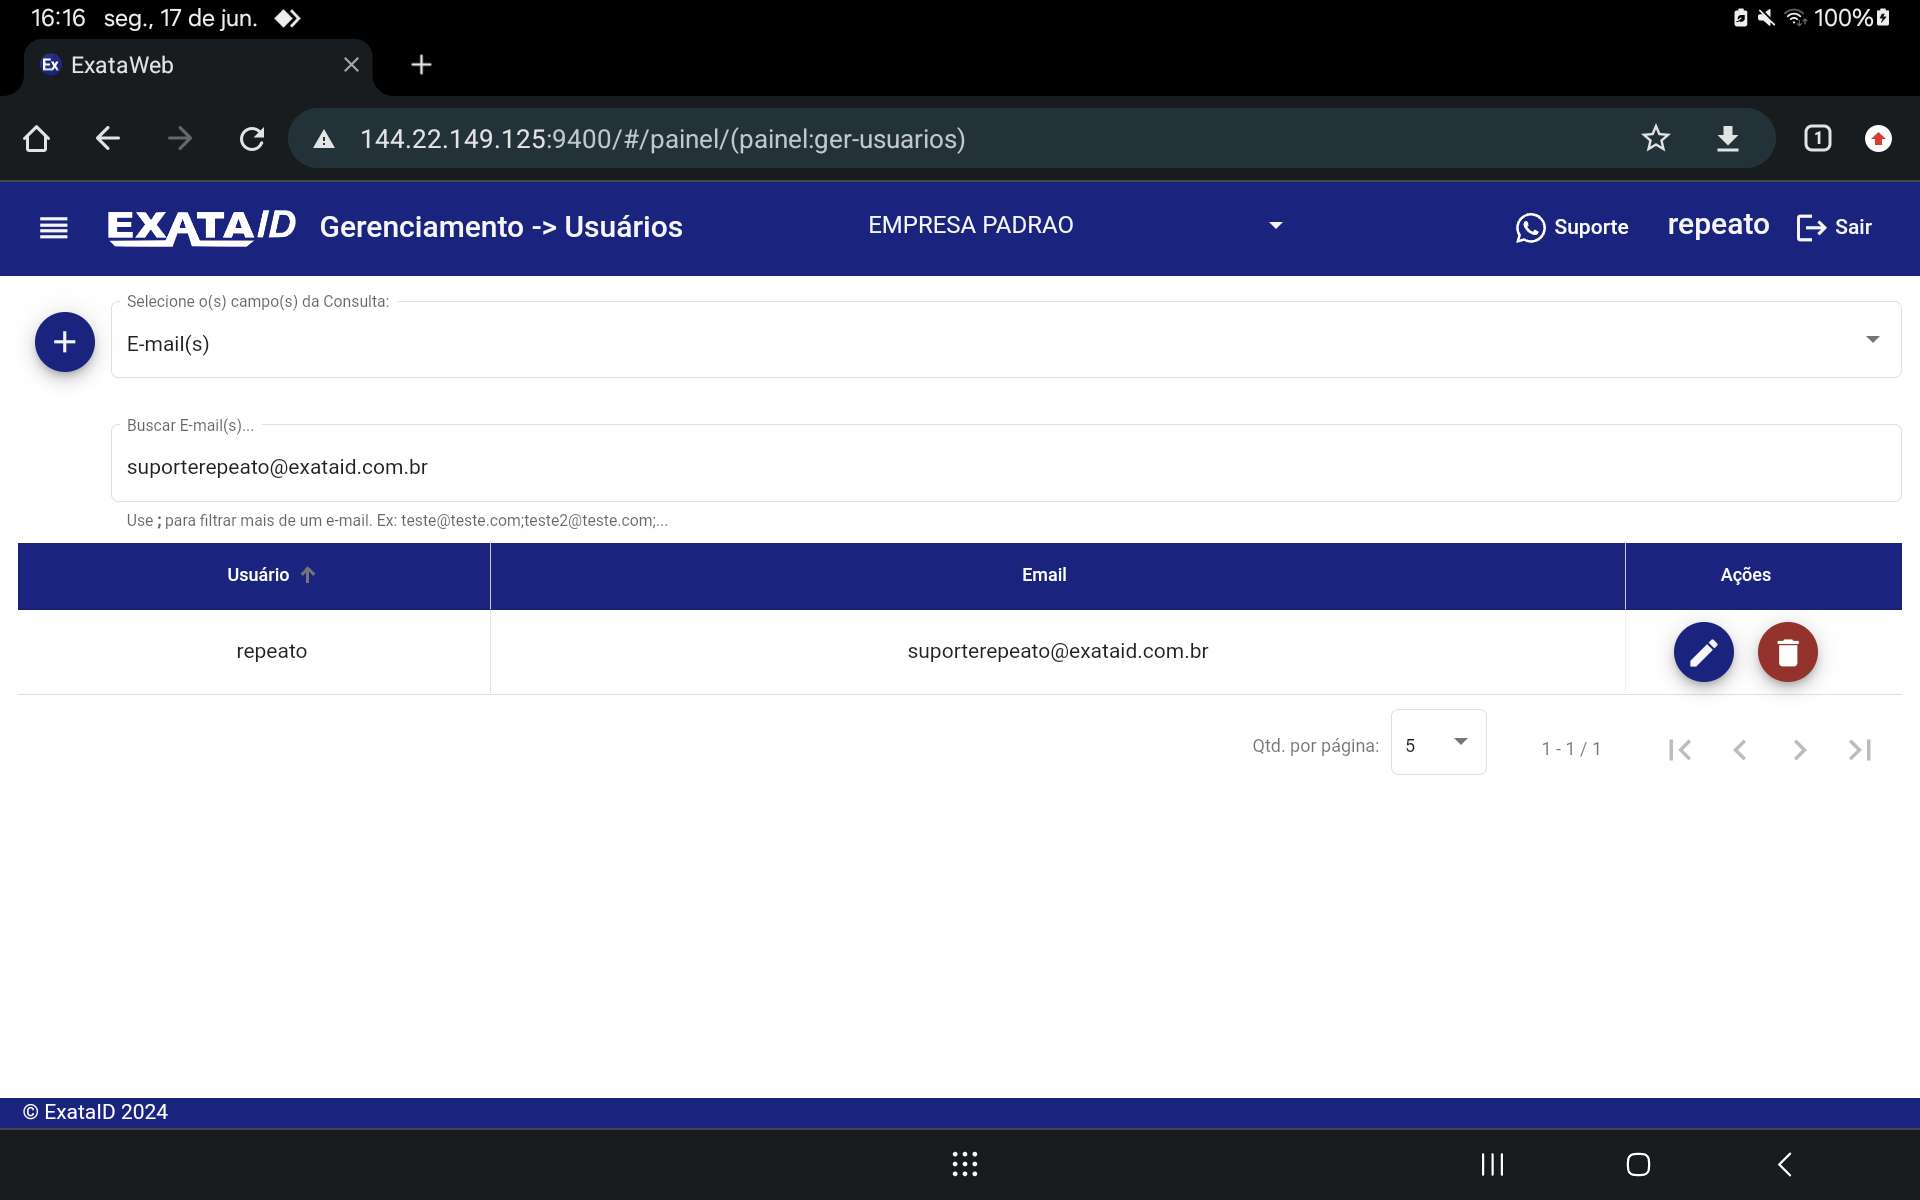 16:16 seg., 17 de jun. 100%
Ex ExataWeb
144.22.149.125:9400/#/painel/(painel:ger-usuarios) 1
EXATAID Gerenciamento -> Usuários EMPRESA PADRAO Suporte repeato Sair
Selecione o(s) campo(s) da Consulta:
E-mail(s)
Buscar E-mail(s)...
suporterepeato@exataid.com.br
Use ; para filtrar mais de um e-mail. Ex: teste@teste.com;teste2@teste.com;...
Usuário Email Ações
repeato suporterepeato@exataid.com.br
Qtd. por página: 5 1 - 1 / 1
© ExataID 2024